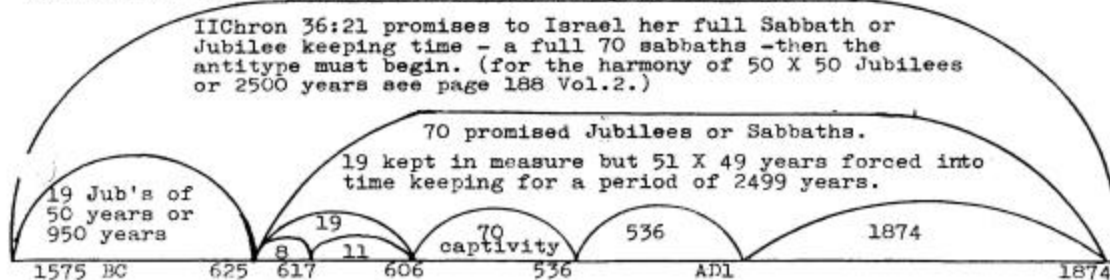 IIChron 36:21 promises to Israel her full Sabbath or
Jubilee keeping time - a full 70 sabbaths -then the
antitype must begin. (for the harmony of 50 X 50 Jubilees
or 2500 years see page 188 Vol.2.)
70 promised Jubilees or Sabbaths.
19 kept in measure but 51 X 49 years forced into
time keeping for a period of 2499 years.
19 Jub's of
50 years or
950 years
19
8
11
70
captivity
536
1874
1575 BC 625 617 606 536 AD1 1874